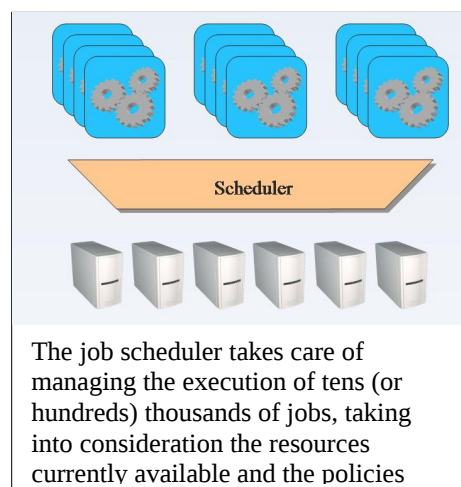 Scheduler
The job scheduler takes care of
managing the execution of tens (or
hundreds) thousands of jobs, taking
into consideration the resources
currently available and the policies